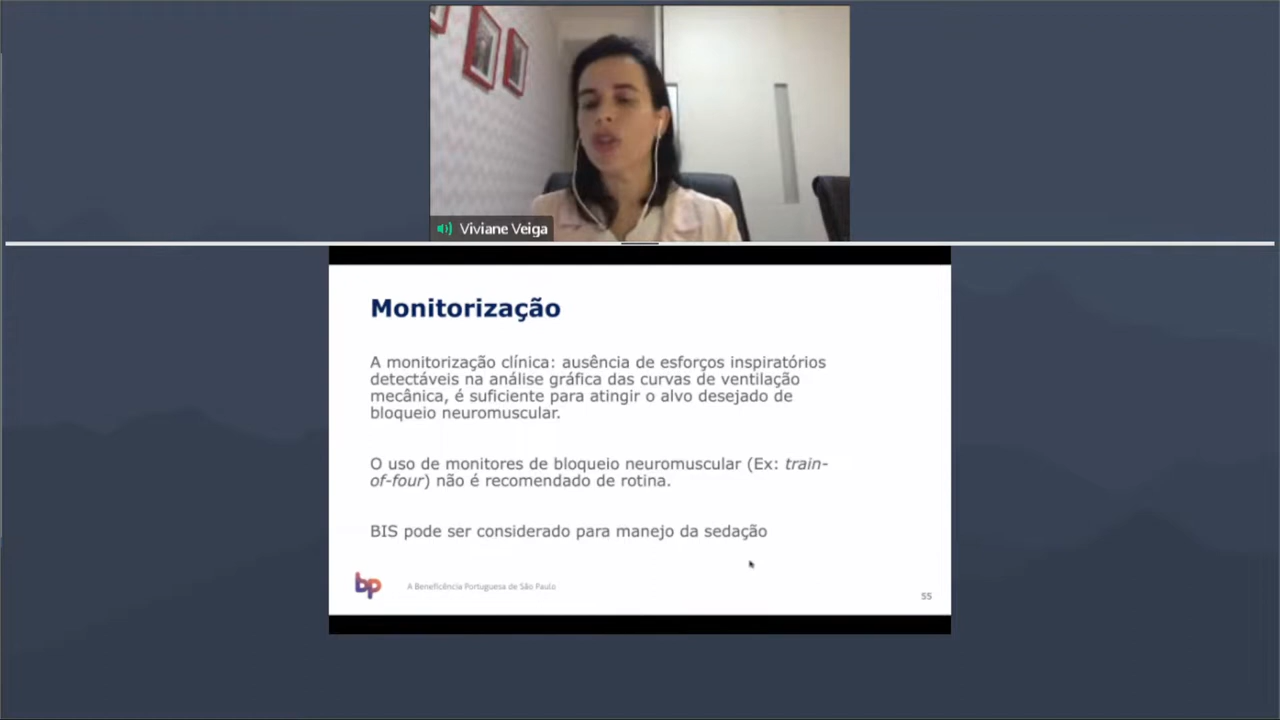 Viviane Veiga
Monitorização
A monitorização clínica: ausência de esforços inspiratórios
detectáveis na análise gráfica das curvas de ventilação
mecânica, é suficiente para atingir o alvo desejado de
bloqueio neuromuscular.
O uso de monitores de bloqueio neuromuscular (Ex: train-
of-four) não é recomendado de rotina.
BIS pode ser considerado para manejo da sedação
bp
A Beneficência Portuguesa de São Paulo
55